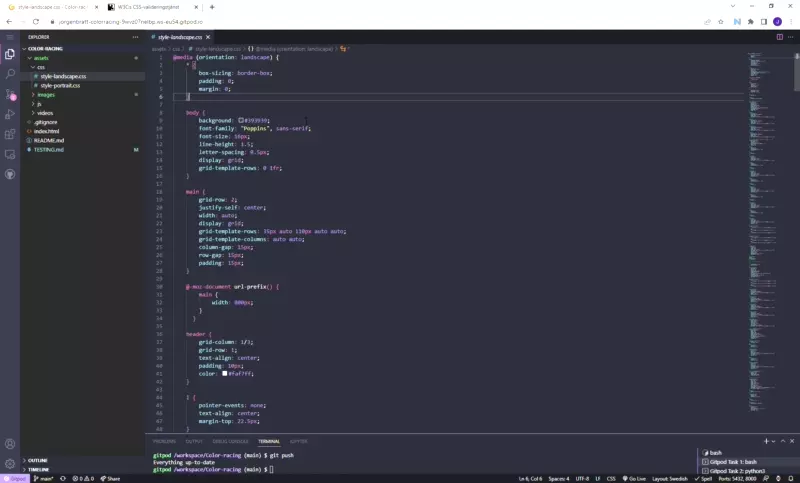 style-landscape.css - Color-rac
W3C:s CSS-valideringstjänst
jorgenbratt-colorracing-9wvz07nebp.ws-eu54.gitpod.io
EXPLORER
style-landscape.css
COLOR-RACING
assets > css > style-landscape.css > {} @media (orientation: landscape) >
assets
css
style-landscape.css
style-portrait.css
images
js
videos
.gitignore
index.html
README.md
TESTING.md M
1 @media (orientation: landscape) {
2 * {
3 box-sizing: border-box;
4 padding: 0;
5 margin: 0;
6 }
7
8 body {
9 background: #393939;
10 font-family: "Poppins", sans-serif;
11 font-size: 16px;
12 line-height: 1.5;
13 letter-spacing: 0.5px;
14 display: grid;
15 grid-template-rows: 0 1fr;
16 }
17
18 main {
19 grid-row: 2;
20 justify-self: center;
21 width: auto;
22 display: grid;
23 grid-template-rows: 35px auto 110px auto auto;
24 grid-template-columns: auto auto;
25 column-gap: 15px;
26 row-gap: 15px;
27 padding: 15px;
28 }
29
30 @-moz-document url-prefix() {
31 main {
32 width: 800px;
33 }
34 }
35
36 header {
37 grid-column: 1/3;
38 grid-row: 1;
39 text-align: center;
40 padding: 10px;
41 color: #faf7ff;
42 }
43
44 i {
45 pointer-events: none;
46 text-align: center;
47 margin-top: 22.5px;
48 }
PROBLEMS OUTPUT DEBUG CONSOLE TERMINAL JUPYTER
gitpod /workspace/Color-racing (main) $ git push
Everything up-to-date
gitpod /workspace/Color-racing (main) $
bash
Gitpod Task 1: bash
Gitpod Task 2: python3
OUTLINE
TIMELINE
Gitpod main* 0 0 Share
Ln 6, Col 6 Spaces: 4 UTF-8 LF CSS Go Live Layout: Swedish Spell Ports: 5432, 8000